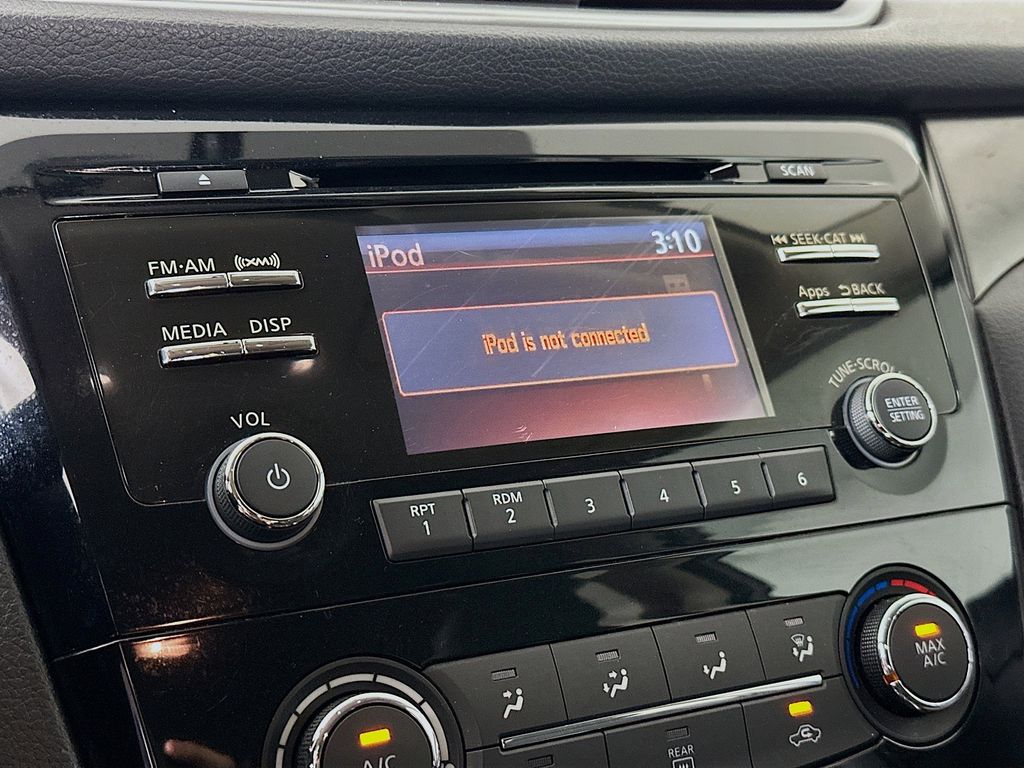 SCAN
FM·AM
((XM))
iPod
3:10
SEEK·CAT
MEDIA
DISP
iPod is not connected
Apps
BACK
TUNE·SCROLL
ENTER
SETTING
VOL
RPT
1
RDM
2
3
4
5
6
MAX
A/C
A/C
REAR